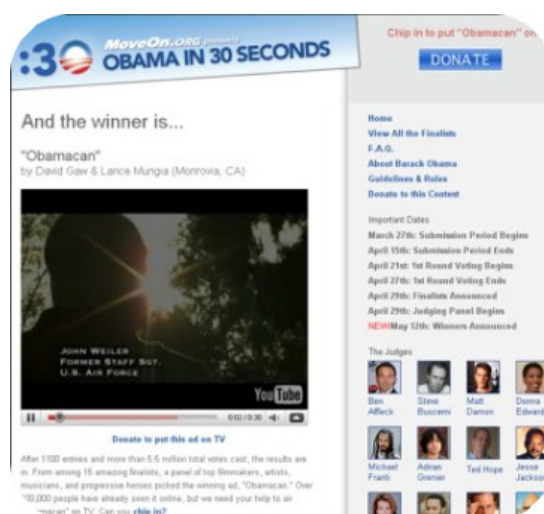 Chip in to put "Obamacan" on
:30
MoveOn.ORG presents
OBAMA IN 30 SECONDS
DONATE
And the winner is...
"Obamacan"
by David Gaw & Lance Mungia (Monrovia, CA)
JOHN WEILER
FORMER STAFF SGT.
U.S. AIR FORCE
YouTube
0:02 / 0:30
Donate to put this ad on TV
After 1100 entries and more than 5.5 million total votes cast, the results are
in. From among 15 amazing finalists, a panel of top filmmakers, artists,
musicians, and progressive heroes picked the winning ad, "Obamacan." Over
00,000 people have already seen it online, but we need your help to air
macan" on TV. Can you chip in?
Home
View All the Finalists
F.A.Q.
About Barack Obama
Guidelines & Rules
Donate to this Contest
Important Dates
March 27th: Submission Period Begins
April 15th: Submission Period Ends
April 21st: 1st Round Voting Begins
April 27th: 1st Round Voting Ends
April 29th: Finalists Announced
April 29th: Judging Panel Begins
NEW!May 12th: Winners Announced
The Judges
Ben
Affleck
Steve
Buscemi
Matt
Damon
Donna
Edward
Michael
Franti
Adrian
Grenier
Ted Hope
Jesse
Jackso